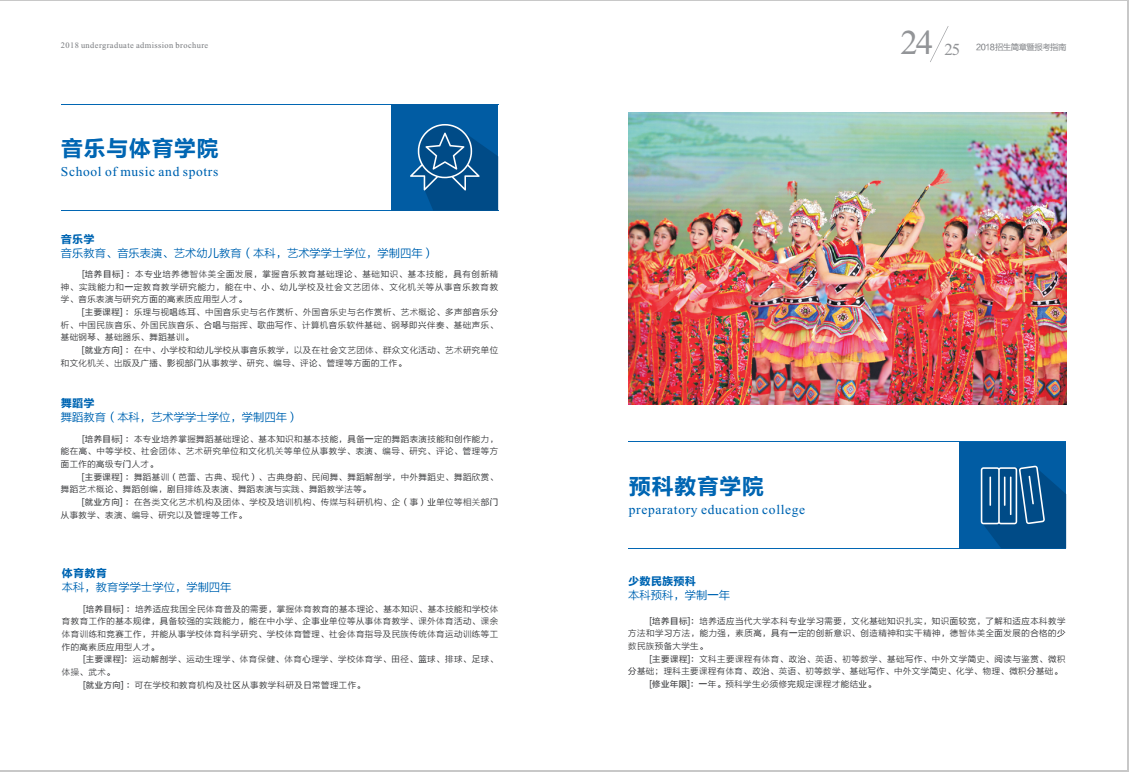 2018 undergraduate admission brochure
24/25 2018招生简章暨报考指南
音乐与体育学院
School of music and spotrs
音乐学
音乐教育、音乐表演、艺术幼儿教育（本科，艺术学学士学位，学制四年）
[培养目标]：本专业培养德智体美全面发展，掌握音乐教育基础理论、基础知识、基本技能，具有创新精
神、实践能力和一定教育教学研究能力，能在中、小、幼儿学校及社会文艺团体、文化机关等从事音乐教育教
学、音乐表演与研究方面的高素质应用型人才。
[主要课程]：乐理与视唱练耳、中国音乐史与名作赏析、外国音乐史与名作赏析、艺术概论、多声部音乐分
析、中国民族音乐、外国民族音乐、合唱与指挥、歌曲写作、计算机音乐软件基础、钢琴即兴伴奏、基础声乐、
基础钢琴、基础器乐、舞蹈基训。
[就业方向]：在中、小学校和幼儿学校从事音乐教学，以及在社会文艺团体、群众文化活动、艺术研究单位
和文化机关、出版及广播、影视部门从事教学、研究、编导、评论、管理等方面的工作。
舞蹈学
舞蹈教育（本科，艺术学学士学位，学制四年）
[培养目标]：本专业培养掌握舞蹈基础理论、基本知识和基本技能，具备一定的舞蹈表演技能和创作能力，
能在高、中等学校、社会团体、艺术研究单位和文化机关等单位从事教学、表演、编导、研究、评论、管理等方
面工作的高级专门人才。
[主要课程]：舞蹈基训（芭蕾、古典、现代）、古典身韵、民间舞、舞蹈解剖学，中外舞蹈史、舞蹈欣赏、
舞蹈艺术概论、舞蹈创编，剧目排练及表演、舞蹈表演与实践、舞蹈教学法等。
[就业方向]：在各类文化艺术机构及团体、学校及培训机构、传媒与科研机构、企（事）业单位等相关部门
从事教学、表演、编导、研究以及管理等工作。
体育教育
本科，教育学学士学位，学制四年
[培养目标]：培养适应我国全民体育普及的需要，掌握体育教育的基本理论、基本知识、基本技能和学校体
育教育工作的基本规律，具备较强的实践能力，能在中小学、企事业单位等从事体育教学、课外体育活动、课余
体育训练和竞赛工作，并能从事学校体育科学研究、学校体育管理、社会体育指导及民族传统体育运动训练等工
作的高素质应用型人才。
[主要课程]：运动解剖学、运动生理学、体育保健、体育心理学、学校体育学、田径、篮球、排球、足球、
体操、武术。
[就业方向]：可在学校和教育机构及社区从事教学科研及日常管理工作。
预科教育学院
preparatory education college
少数民族预科
本科预科，学制一年
[培养目标]：培养适应当代大学本科专业学习需要，文化基础知识扎实，知识面较宽，了解和适应本科教学
方法和学习方法，能力强，素质高，具有一定的创新意识、创造精神和实干精神，德智体美全面发展的合格的少
数民族预备大学生。
[主要课程]：文科主要课程有体育、政治、英语、初等数学、基础写作、中外文学简史、阅读与鉴赏、微积
分基础；理科主要课程有体育、政治、英语、初等数学、基础写作、中外文学简史、化学、物理、微积分基础。
[修业年限]：一年。预科学生必须修完规定课程才能结业。